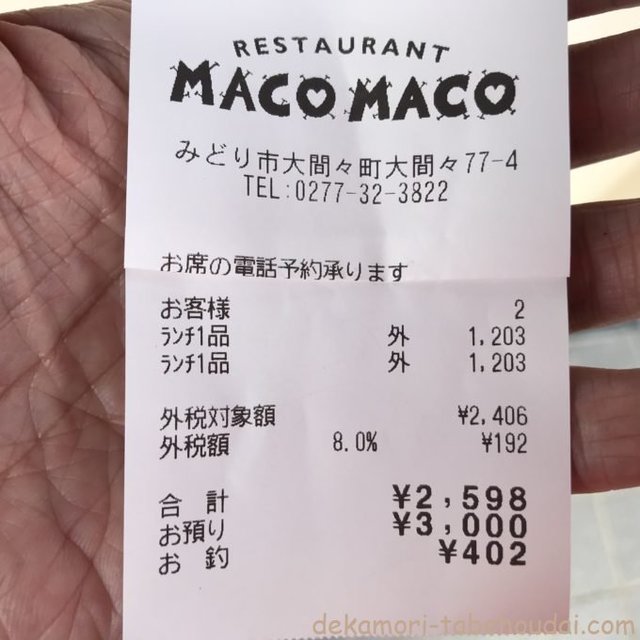 RESTAURANT
MACO MACO
みどり市大間々町大間々77-4
TEL:0277-32-3822
お席の電話予約承ります
お客様 2
ﾗﾝﾁ1品 外 1,203
ﾗﾝﾁ1品 外 1,203
外税対象額 ¥2,406
外税額 8.0% ¥192
合 計 ¥2,598
お預り ¥3,000
お 釣 ¥402
dekamori-tabehoudai.com